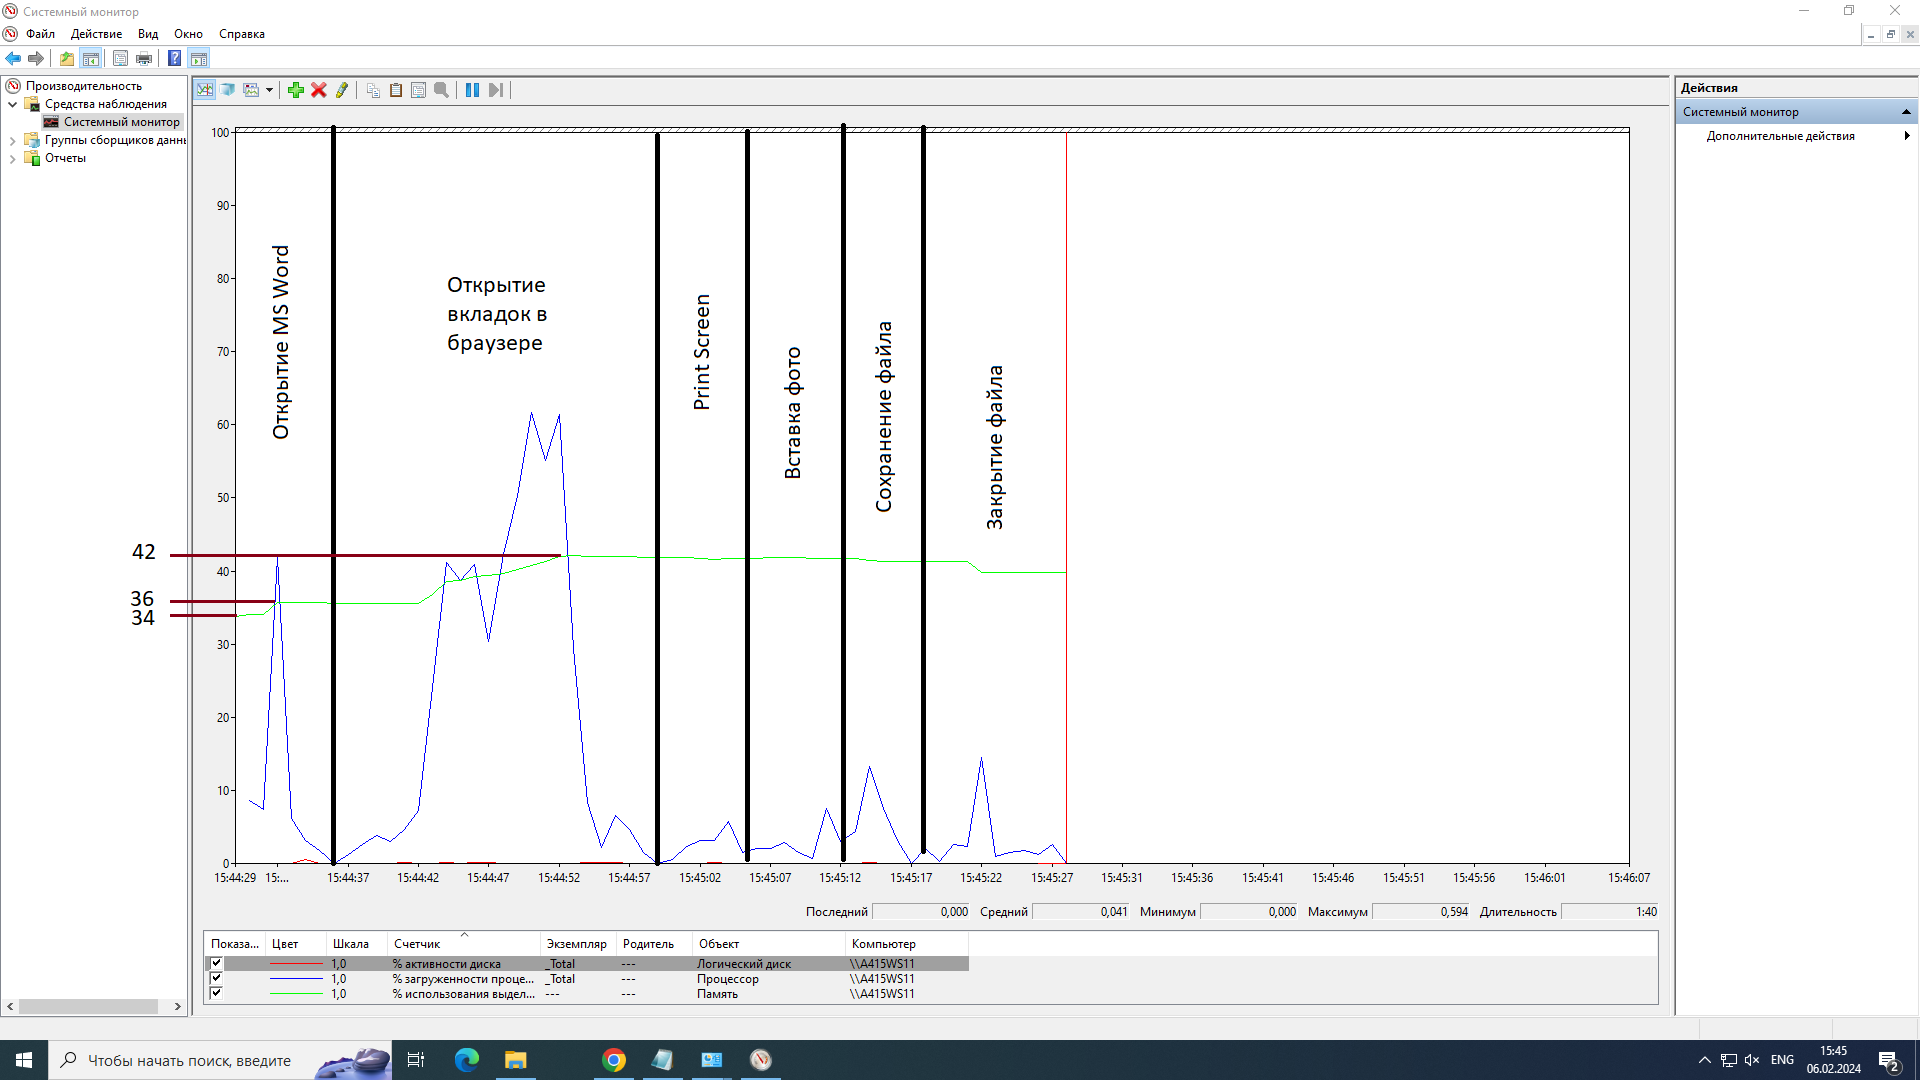 Системный монитор
Файл Действие Вид Окно Справка
Производительность
Средства наблюдения
Системный монитор
Группы сборщиков данн
Отчеты
Действия
Системный монитор
Дополнительные действия
100
90
80
70
60
50
40
30
20
10
0
42
36
34
Открытие MS Word
Открытие
вкладок в
браузере
Print Screen
Вставка фото
Сохранение файла
Закрытие файла
15:44:29 15:... 15:44:37 15:44:42 15:44:47 15:44:52 15:44:57 15:45:02 15:45:07 15:45:12 15:45:17 15:45:22 15:45:27 15:45:31 15:45:36 15:45:41 15:45:46 15:45:51 15:45:56 15:46:01 15:46:07
Последний 0,000 Средний 0,041 Минимум 0,000 Максимум 0,594 Длительность 1:40
Показа... Цвет Шкала Счетчик Экземпляр Родитель Объект Компьютер
1,0 % активности диска _Total --- Логический диск \\A415WS11
1,0 % загруженности проце... _Total --- Процессор \\A415WS11
1,0 % использования выдел... --- --- Память \\A415WS11
Чтобы начать поиск, введите
ENG
15:45
06.02.2024
2